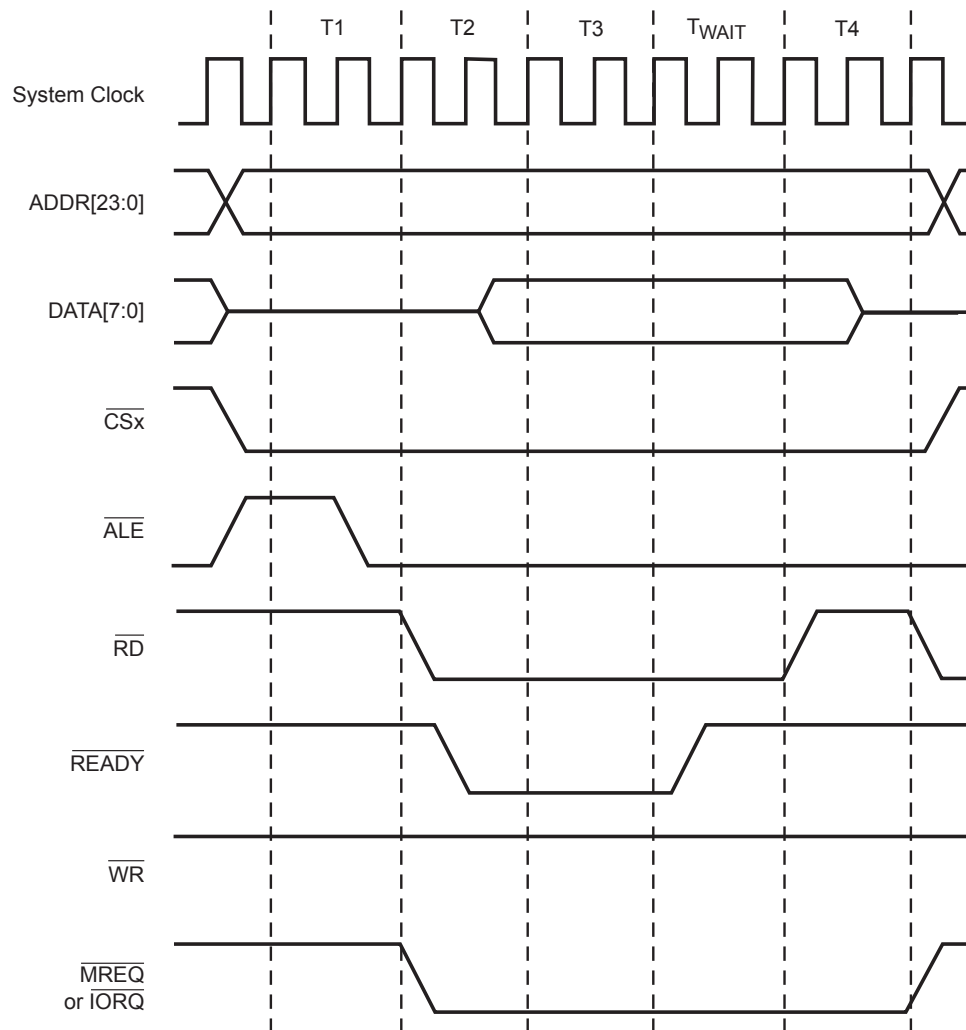 T1 T2 T3 TWAIT T4
System Clock
ADDR[23:0]
DATA[7:0]
CSx
ALE
RD
READY
WR
MREQ
or IORQ